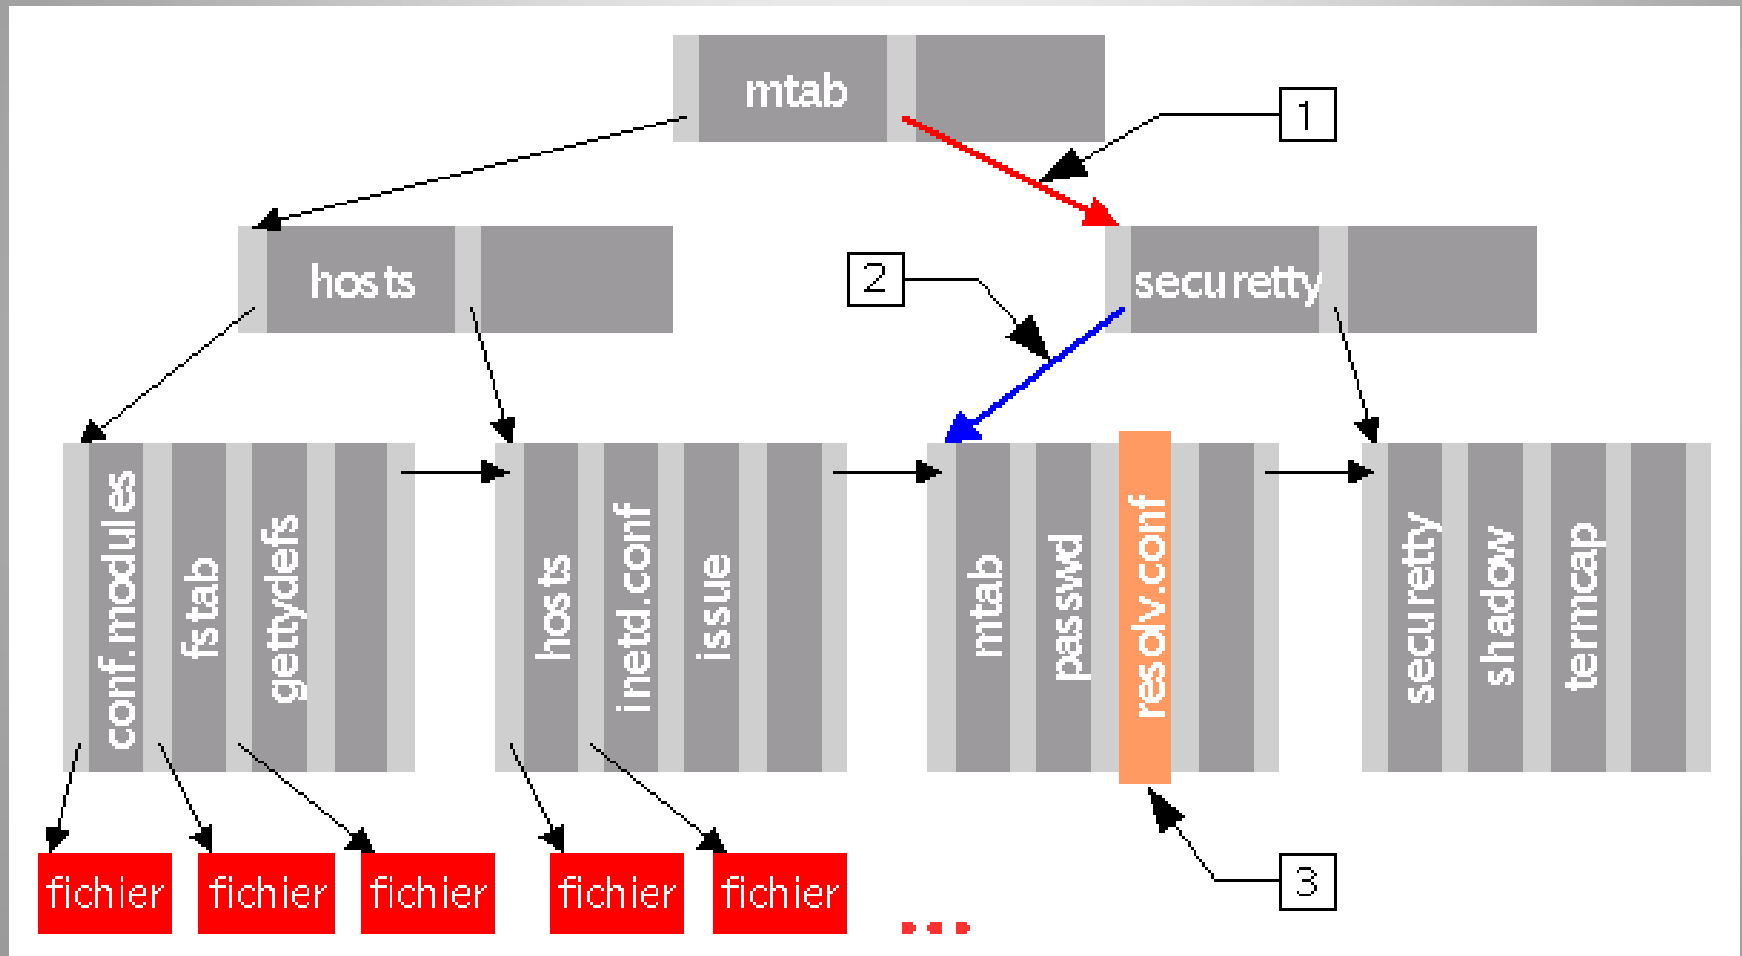 mtab
1
hosts
2
securetty
conf.modules
fstab
gettydefs
hosts
inetd.conf
issue
mtab
passwd
resolv.conf
securetty
shadow
termcap
fichier
fichier
fichier
fichier
fichier
...
3